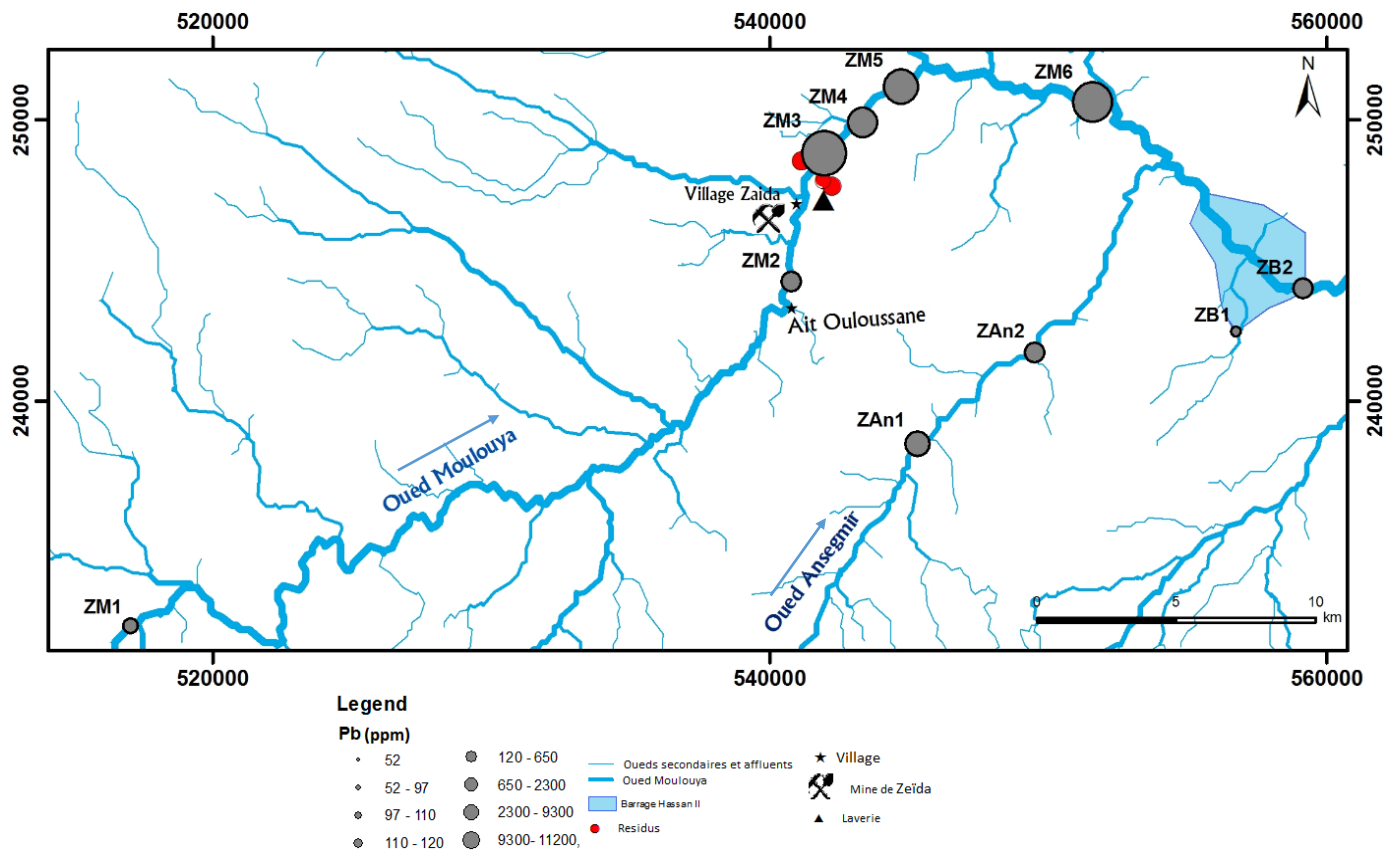 520000 540000 560000
N
ZM5
ZM6
ZM4
250000 250000
ZM3
Village Zaida
ZM2
ZB2
Ait Ouloussane
ZB1
ZAn2
240000 240000
ZAn1
Oued Moulouya
Oued Ansegmir
ZM1
0 5 10
km
520000 540000 560000
Legend
Pb (ppm)
52
52 - 97
97 - 110
110 - 120
120 - 650
650 - 2300
2300 - 9300
9300- 11200,
Oueds secondaires et affluents
Oued Moulouya
Barrage Hassan II
Residus
Village
Mine de Zeïda
Laverie